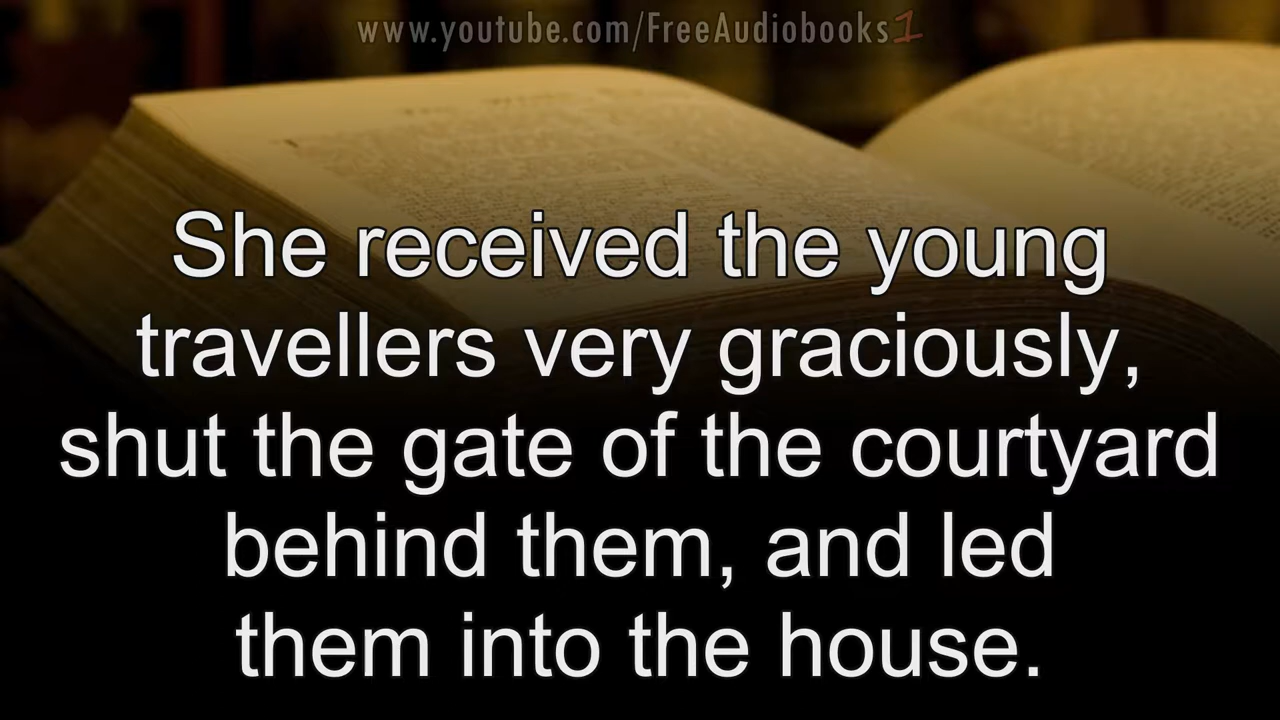 www.youtube.com/FreeAudiobooks1
She received the young
travellers very graciously,
shut the gate of the courtyard
behind them, and led
them into the house.